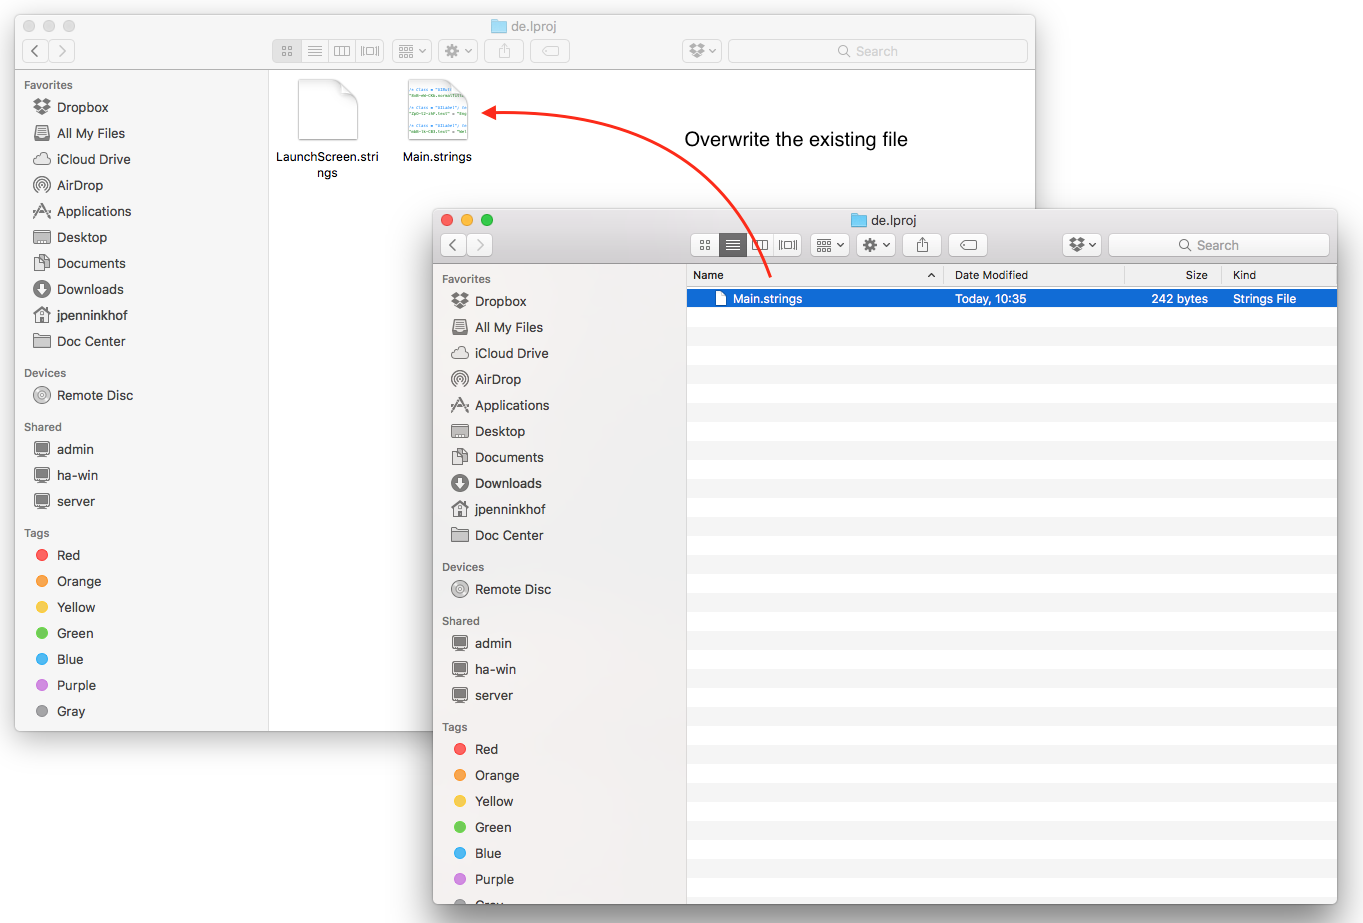 de.lproj
Search
Favorites
Dropbox
All My Files
iCloud Drive
AirDrop
Applications
Desktop
Documents
Downloads
jpenninkhof
Doc Center
Devices
Remote Disc
Shared
admin
ha-win
server
Tags
Red
Orange
Yellow
Green
Blue
Purple
Gray
LaunchScreen.stri
ngs
Main.strings
Overwrite the existing file
de.lproj
Search
Favorites
Dropbox
All My Files
iCloud Drive
AirDrop
Applications
Desktop
Documents
Downloads
jpenninkhof
Doc Center
Devices
Remote Disc
Shared
admin
ha-win
server
Tags
Red
Orange
Yellow
Green
Blue
Purple
Gray
Name Date Modified Size Kind
Main.strings Today, 10:35 242 bytes Strings File